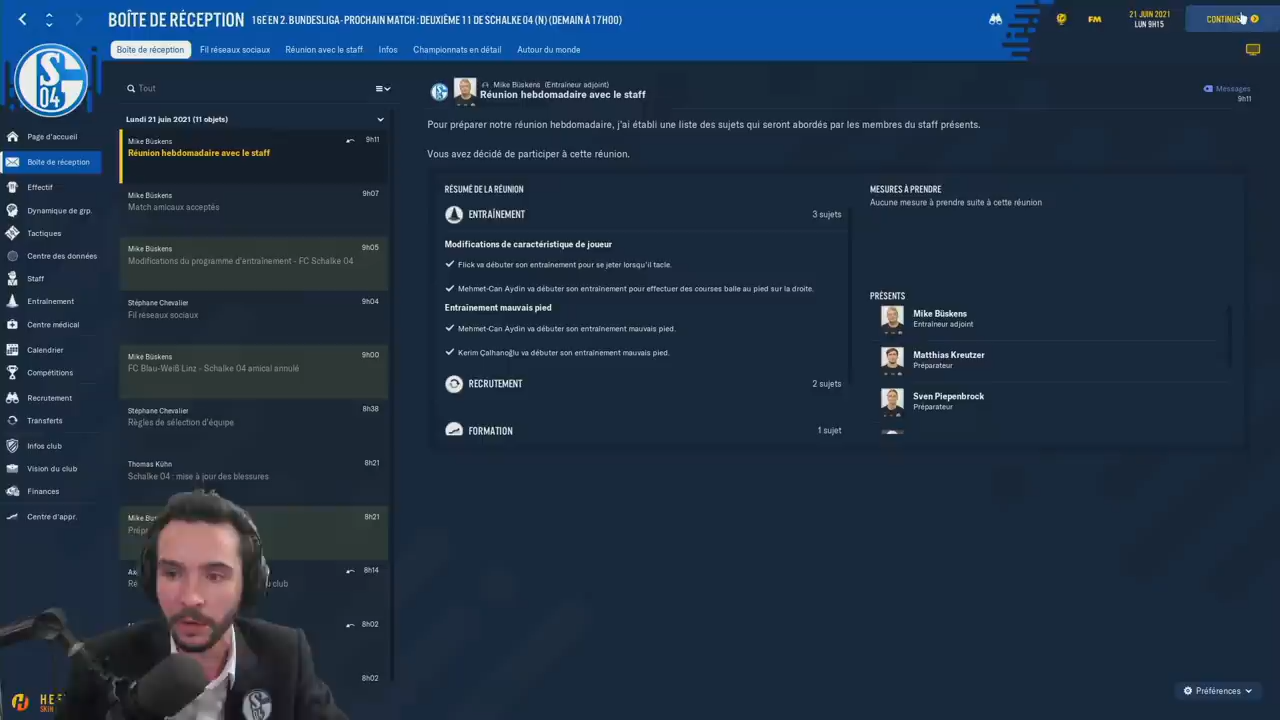 BOÎTE DE RÉCEPTION
16E EN 2. BUNDESLIGA - PROCHAIN MATCH : DEUXIÈME 11 DE SCHALKE 04 (N) (DEMAIN À 17H00)
FM
21 JUIN 2021
LUN 9H15
Boîte de réception
Fil réseaux sociaux
Réunion avec le staff
Infos
Championnats en détail
Autour du monde
S
04
Page d'accueil
Boîte de réception
Effectif
Dynamique de grp.
Tactiques
Centre des données
Staff
Entraînement
Centre médical
Calendrier
Compétitions
Recrutement
Transferts
Infos club
Vision du club
Finances
Centre d'appr.
Tout
Lundi 21 juin 2021 (11 objets)
Mike Büskens 9h11
Réunion hebdomadaire avec le staff
Mike Büskens 9h07
Match amicaux acceptés
Mike Büskens 9h05
Modifications du programme d'entraînement - FC Schalke 04
Stéphane Chevalier 9h04
Fil réseaux sociaux
Mike Büskens 9h00
FC Blau-Weiß Linz - Schalke 04 amical annulé
Stéphane Chevalier 8h38
Règles de sélection d'équipe
Thomas Kühn 8h21
Schalke 04 : mise à jour des blessures
Mike 8h21
8h14
club
8h02
8h02
Mike Büskens (Entraîneur adjoint)
Réunion hebdomadaire avec le staff
Messages
9h11
Pour préparer notre réunion hebdomadaire, j'ai établi une liste des sujets qui seront abordés par les membres du staff présents.
Vous avez décidé de participer à cette réunion.
RÉSUMÉ DE LA RÉUNION
ENTRAÎNEMENT 3 sujets
Modifications de caractéristique de joueur
Flick va débuter son entraînement pour se jeter lorsqu'il tacle.
Mehmet-Can Aydin va débuter son entraînement pour effectuer des courses balle au pied sur la droite.
Entraînement mauvais pied
Mehmet-Can Aydin va débuter son entraînement mauvais pied.
Kerim Çalhanoğlu va débuter son entraînement mauvais pied.
RECRUTEMENT 2 sujets
FORMATION 1 sujet
MESURES À PRENDRE
Aucune mesure à prendre suite à cette réunion
PRÉSENTS
Mike Büskens
Entraîneur adjoint
Matthias Kreutzer
Préparateur
Sven Piepenbrock
Préparateur
Préférences